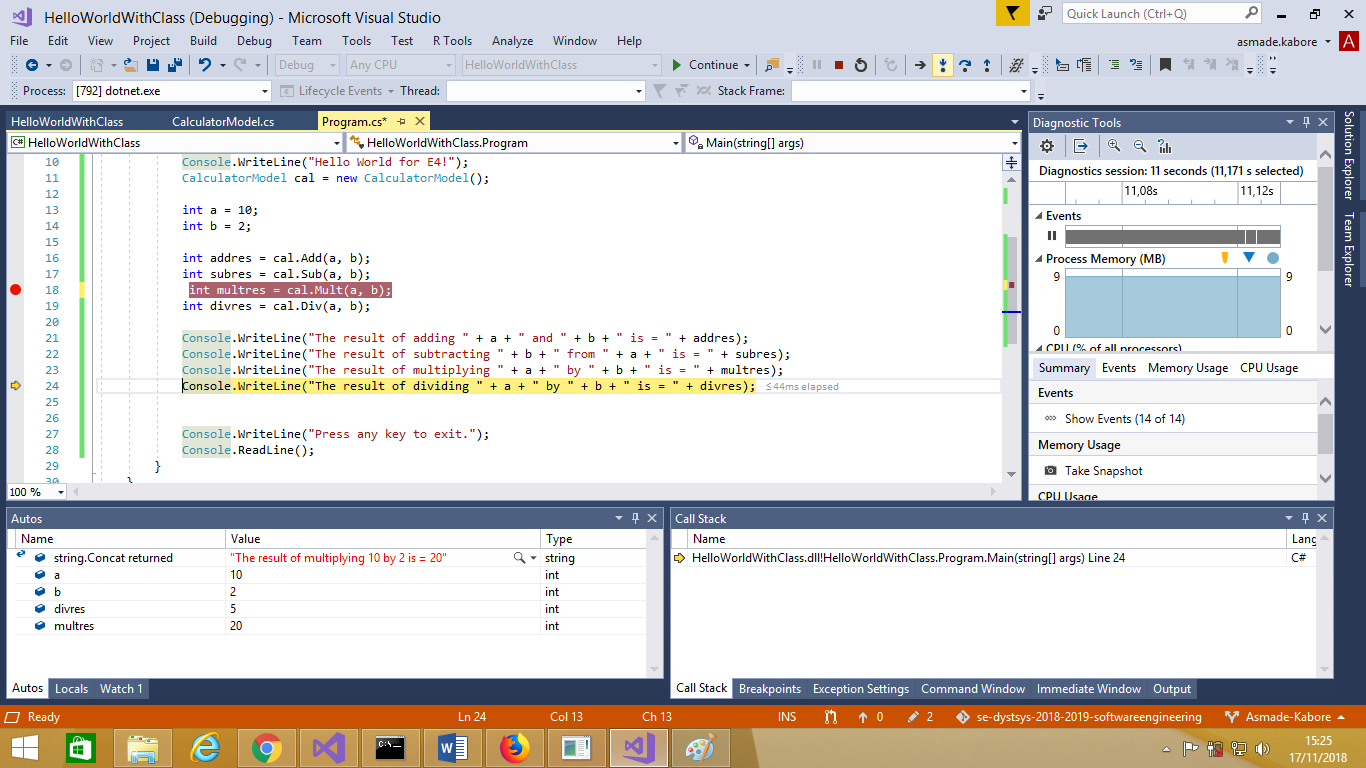 HelloWorldWithClass (Debugging) - Microsoft Visual Studio
Quick Launch (Ctrl+Q)
File Edit View Project Build Debug Team Tools Test R Tools Analyze Window Help
asmade.kabore A
Debug Any CPU HelloWorldWithClass Continue
Process: [792] dotnet.exe Lifecycle Events Thread: Stack Frame:
HelloWorldWithClass CalculatorModel.cs Program.cs*
C# HelloWorldWithClass HelloWorldWithClass.Program Main(string[] args)
10 Console.WriteLine("Hello World for E4!");
11 CalculatorModel cal = new CalculatorModel();
12
13 int a = 10;
14 int b = 2;
15
16 int addres = cal.Add(a, b);
17 int subres = cal.Sub(a, b);
18 int multres = cal.Mult(a, b);
19 int divres = cal.Div(a, b);
20
21 Console.WriteLine("The result of adding " + a + " and " + b + " is = " + addres);
22 Console.WriteLine("The result of subtracting " + b + " from " + a + " is = " + subres);
23 Console.WriteLine("The result of multiplying " + a + " by " + b + " is = " + multres);
24 Console.WriteLine("The result of dividing " + a + " by " + b + " is = " + divres); ≤44ms elapsed
25
26
27 Console.WriteLine("Press any key to exit.");
28 Console.ReadLine();
29 }
30 }
100 %
Diagnostic Tools
Diagnostics session: 11 seconds (11,171 s selected)
11,08s 11,12s
Events
Process Memory (MB)
9 9
0 0
CPU (% of all processors)
Summary Events Memory Usage CPU Usage
Events
Show Events (14 of 14)
Memory Usage
Take Snapshot
CPU Usage
Solution Explorer
Team Explorer
Autos
Name Value Type
string.Concat returned "The result of multiplying 10 by 2 is = 20" string
a 10 int
b 2 int
divres 5 int
multres 20 int
Autos Locals Watch 1
Call Stack
Name Lang
HelloWorldWithClass.dll!HelloWorldWithClass.Program.Main(string[] args) Line 24 C#
Call Stack Breakpoints Exception Settings Command Window Immediate Window Output
Ready Ln 24 Col 13 Ch 13 INS 0 2 se-dystsys-2018-2019-softwareengineering Asmade-Kabore
C:\_
15:25
17/11/2018